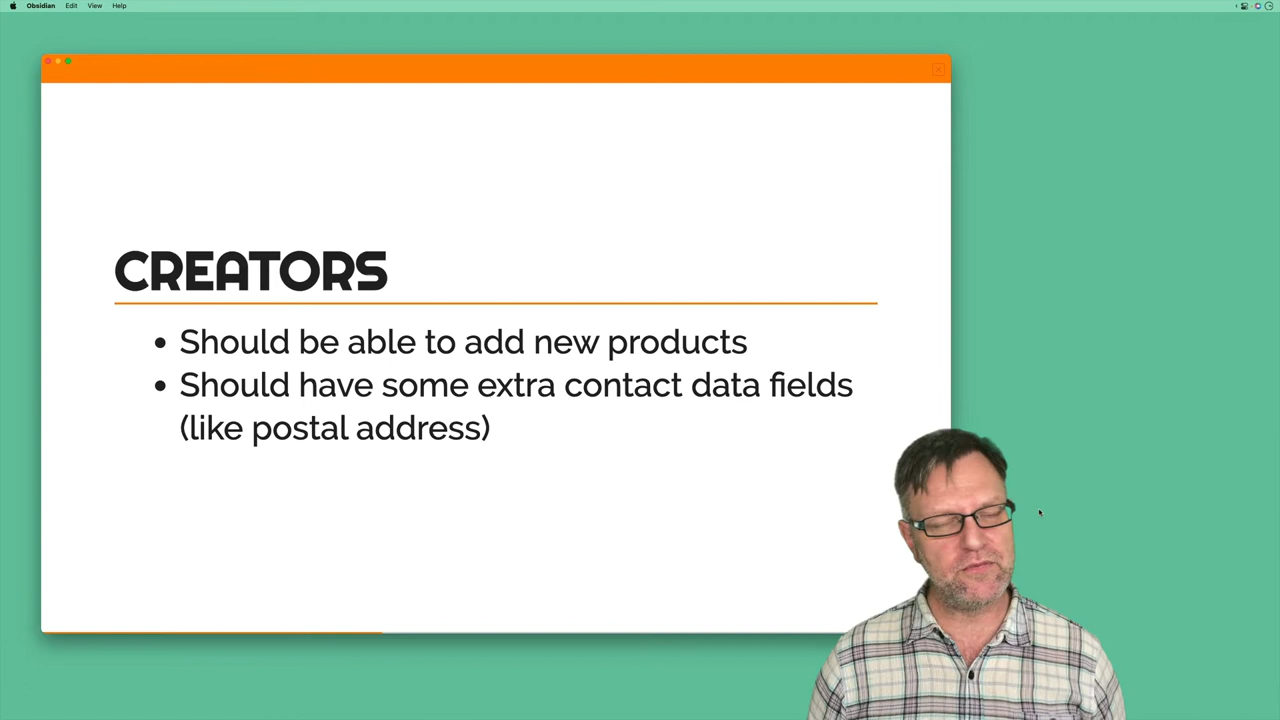 Obsidian Edit View Help
CREATORS
• Should be able to add new products
• Should have some extra contact data fields
(like postal address)